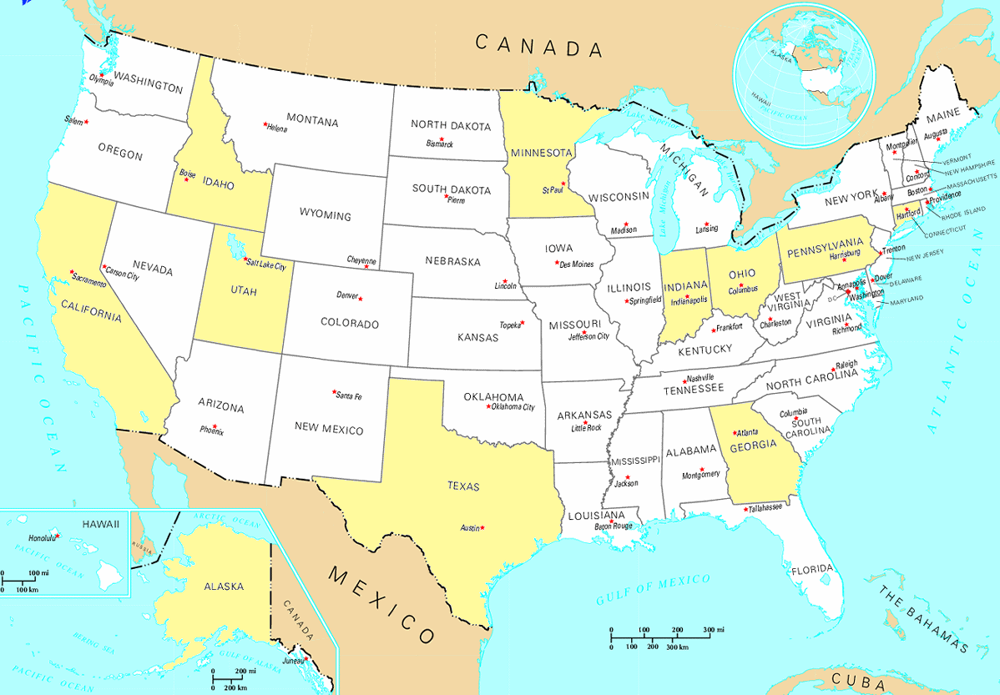 CANADA
ALASKA
HAWAII
PACIFIC OCEAN
WASHINGTON
Olympia
Salem
OREGON
MONTANA
Helena
Boise
IDAHO
NORTH DAKOTA
Bismarck
SOUTH DAKOTA
Pierre
MINNESOTA
St Paul
WISCONSIN
Madison
Lake Superior
MICHIGAN
Lake Michigan
Lansing
MAINE
Augusta
Montpelier
VERMONT
NEW HAMPSHIRE
Concord
MASSACHUSETTS
Boston
NEW YORK
Albany
Providence
RHODE ISLAND
Hartford
CONNECTICUT
WYOMING
Cheyenne
NEBRASKA
Lincoln
IOWA
Des Moines
NEVADA
Carson City
Sacramento
CALIFORNIA
Salt Lake City
UTAH
Denver
COLORADO
Topeka
KANSAS
ILLINOIS
Springfield
MISSOURI
Jefferson City
INDIANA
Indianapolis
OHIO
Columbus
PENNSYLVANIA
Harrisburg
Trenton
NEW JERSEY
Annapolis
Dover
DELAWARE
DC
Washington
MARYLAND
WEST
VIRGINIA
Charleston
VIRGINIA
Richmond
Frankfort
KENTUCKY
Nashville
TENNESSEE
Raleigh
NORTH CAROLINA
ARIZONA
Phoenix
Santa Fe
NEW MEXICO
OKLAHOMA
Oklahoma City
ARKANSAS
Little Rock
Columbia
SOUTH
CAROLINA
Atlanta
GEORGIA
ALABAMA
Montgomery
MISSISSIPPI
Jackson
TEXAS
Austin
LOUISIANA
Baton Rouge
Tallahassee
FLORIDA
PACIFIC OCEAN
ATLANTIC OCEAN
GULF OF MEXICO
MEXICO
THE BAHAMAS
CUBA
0 100 200 300 mi
0 100 200 300 km
HAWAII
Honolulu
PACIFIC OCEAN
0 100 mi
0 100 km
ARCTIC OCEAN
RUSSIA
ALASKA
CANADA
BERING SEA
GULF OF ALASKA
Juneau
PACIFIC OCEAN
0 200 mi
0 200 km